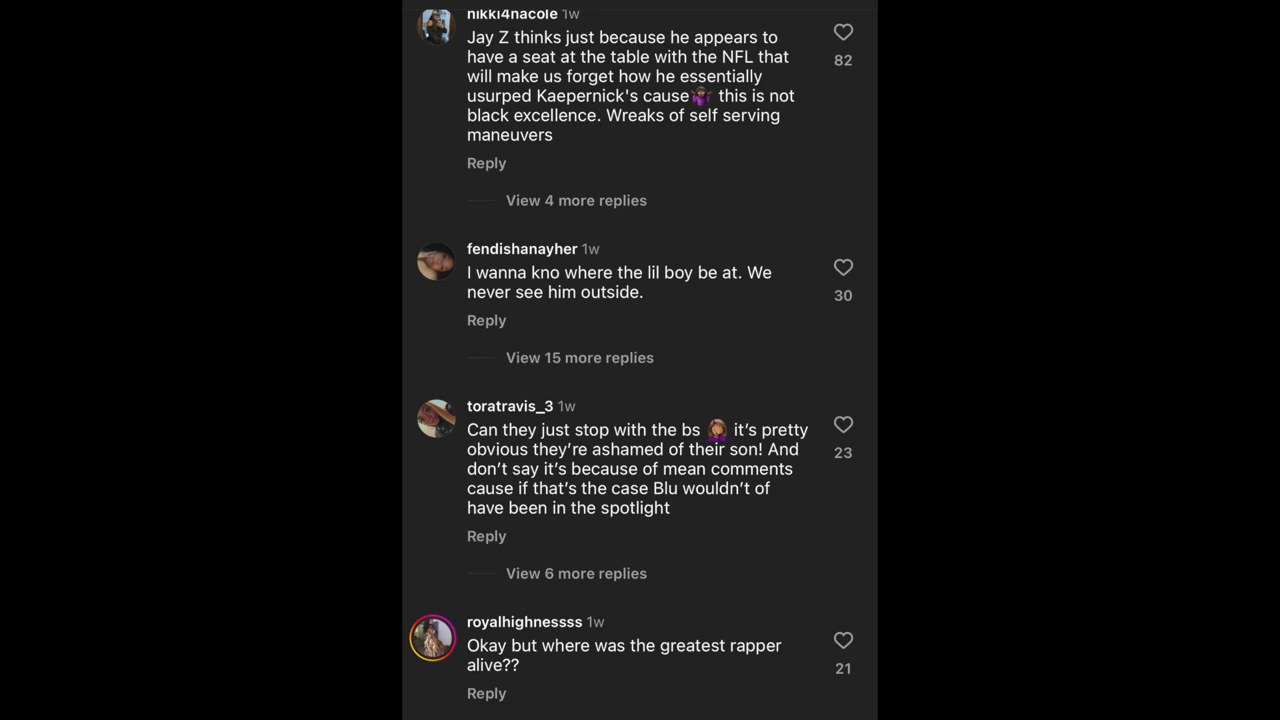 nikki4nacole 1w
Jay Z thinks just because he appears to
have a seat at the table with the NFL that
will make us forget how he essentially
usurped Kaepernick's cause🤷🏾‍♀️ this is not
black excellence. Wreaks of self serving
maneuvers
82
Reply
View 4 more replies
fendishanayher 1w
I wanna kno where the lil boy be at. We
never see him outside.
30
Reply
View 15 more replies
toratravis_3 1w
Can they just stop with the bs 🤦🏽‍♀️ it’s pretty
obvious they’re ashamed of their son! And
don’t say it’s because of mean comments
cause if that’s the case Blu wouldn’t of
have been in the spotlight
23
Reply
View 6 more replies
royalhighnessss 1w
Okay but where was the greatest rapper
alive??
21
Reply